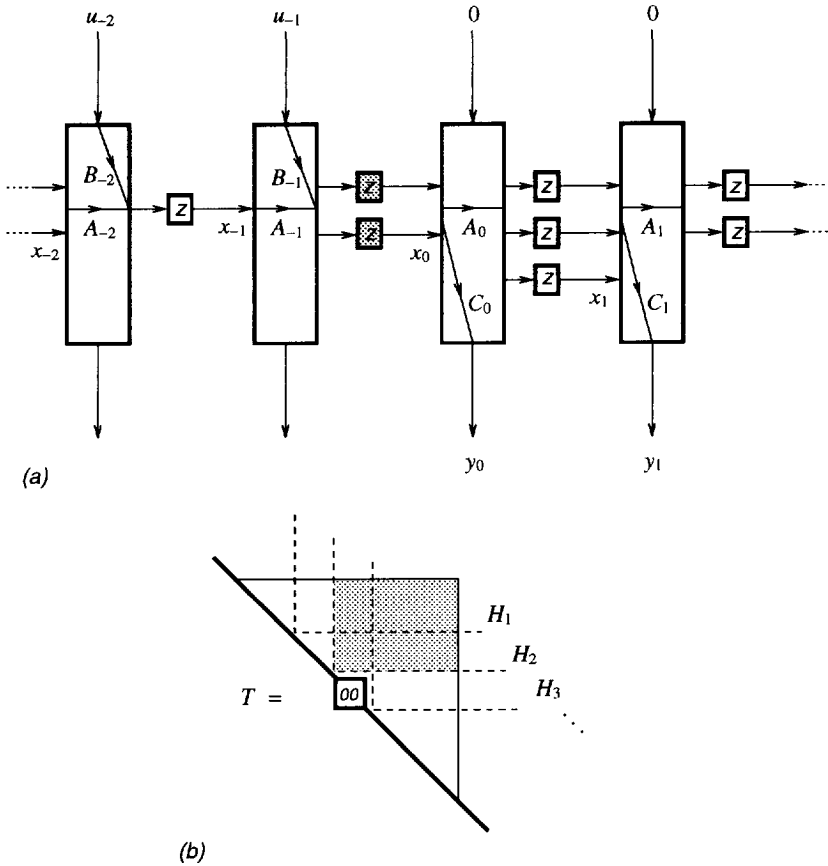 u₋₂ u₋₁ 0 0
B₋₂ B₋₁ z z z
z
A₋₂ A₋₁ A₀ A₁
x₋₂ x₋₁ z x₀ z z
C₀ z x₁ C₁
y₀ y₁
(a)
H₁
H₂
T = 00 H₃
⋱
(b)